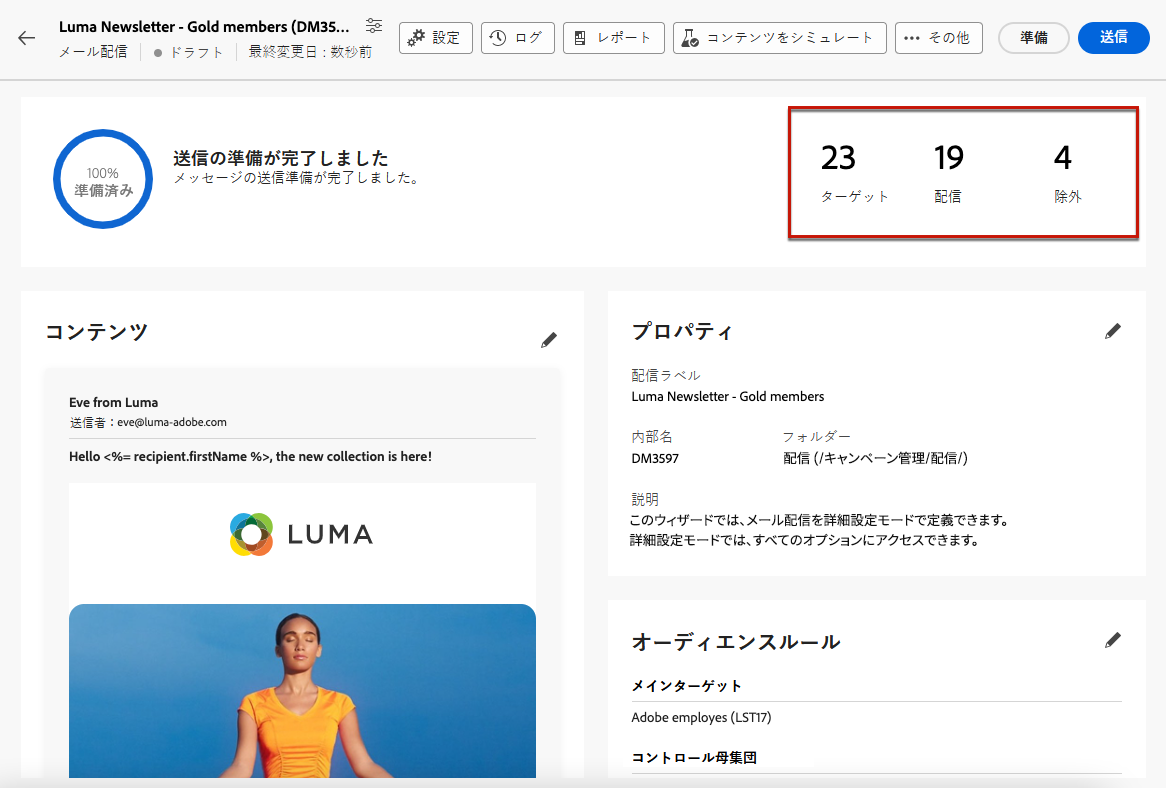 Luma Newsletter - Gold members (DM35...
メール配信
ドラフト
最終変更日 : 数秒前
設定
ログ
レポート
コンテンツをシミュレート
その他
準備
送信
100%
準備済み
送信の準備が完了しました
メッセージの送信準備が完了しました。
23
ターゲット
19
配信
4
除外
コンテンツ
Eve from Luma
送信者：eve@luma-adobe.com
Hello <%= recipient.firstName %>, the new collection is here!
LUMA
プロパティ
配信ラベル
Luma Newsletter - Gold members
内部名
DM3597
フォルダー
配信 (/キャンペーン管理/配信/)
説明
このウィザードでは、メール配信を詳細設定モードで定義できます。
詳細設定モードでは、すべてのオプションにアクセスできます。
オーディエンスルール
メインターゲット
Adobe employes (LST17)
コントロール母集団